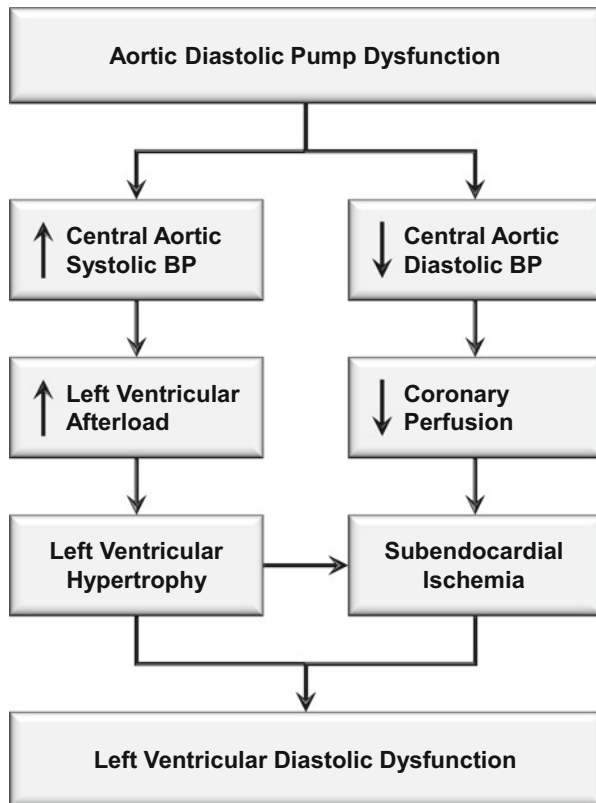 Aortic Diastolic Pump Dysfunction
Central Aortic
Systolic BP
Central Aortic
Diastolic BP
Left Ventricular
Afterload
Coronary
Perfusion
Left Ventricular
Hypertrophy
Subendocardial
Ischemia
Left Ventricular Diastolic Dysfunction